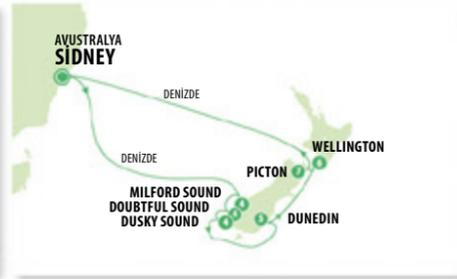 AVUSTRALYA
SİDNEY
DENİZDE
WELLINGTON
DENİZDE
PICTON
MILFORD SOUND
DOUBTFUL SOUND
DUNEDIN
DUSKY SOUND